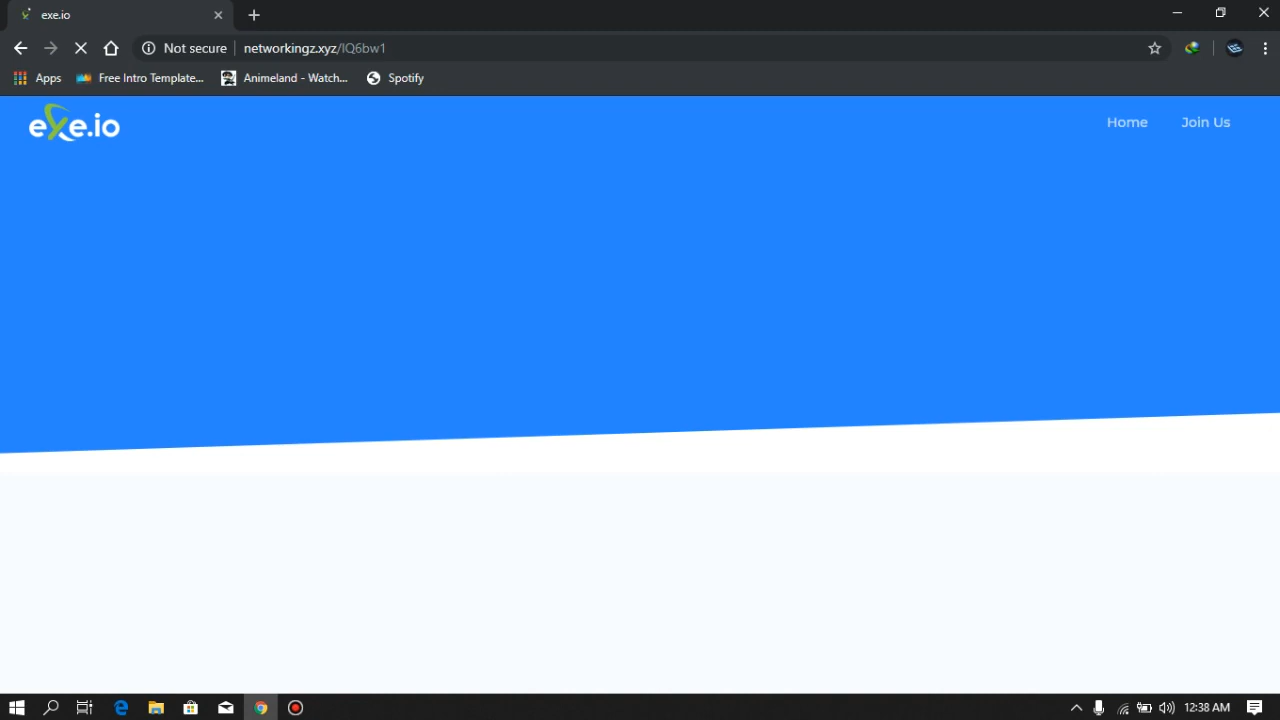 exe.io
Not secure networkingz.xyz/IQ6bw1
Apps Free Intro Template... Animeland - Watch... Spotify
exe.io Home Join Us
12:38 AM